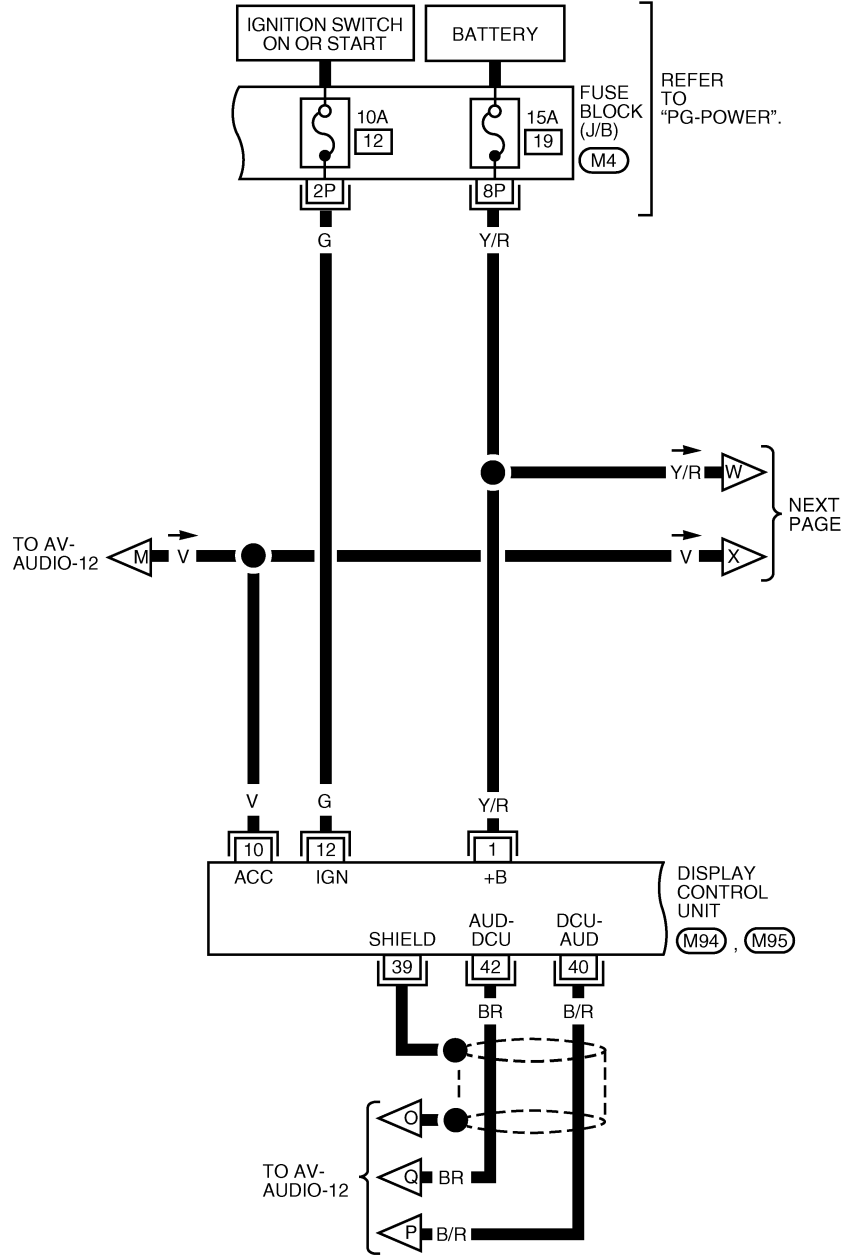 IGNITION SWITCH
ON OR START
BATTERY
REFER
TO
“PG-POWER”.
FUSE
BLOCK
(J/B)
M4
10A
12
15A
19
2P
8P
G
Y/R
Y/R
W
NEXT
PAGE
TO AV-
AUDIO-12
M
V
V
X
V
G
Y/R
10
12
1
ACC
IGN
+B
DISPLAY
CONTROL
UNIT
M94 , M95
SHIELD
AUD-
DCU
DCU-
AUD
39
42
40
BR
B/R
O
TO AV-
AUDIO-12
Q
BR
P
B/R